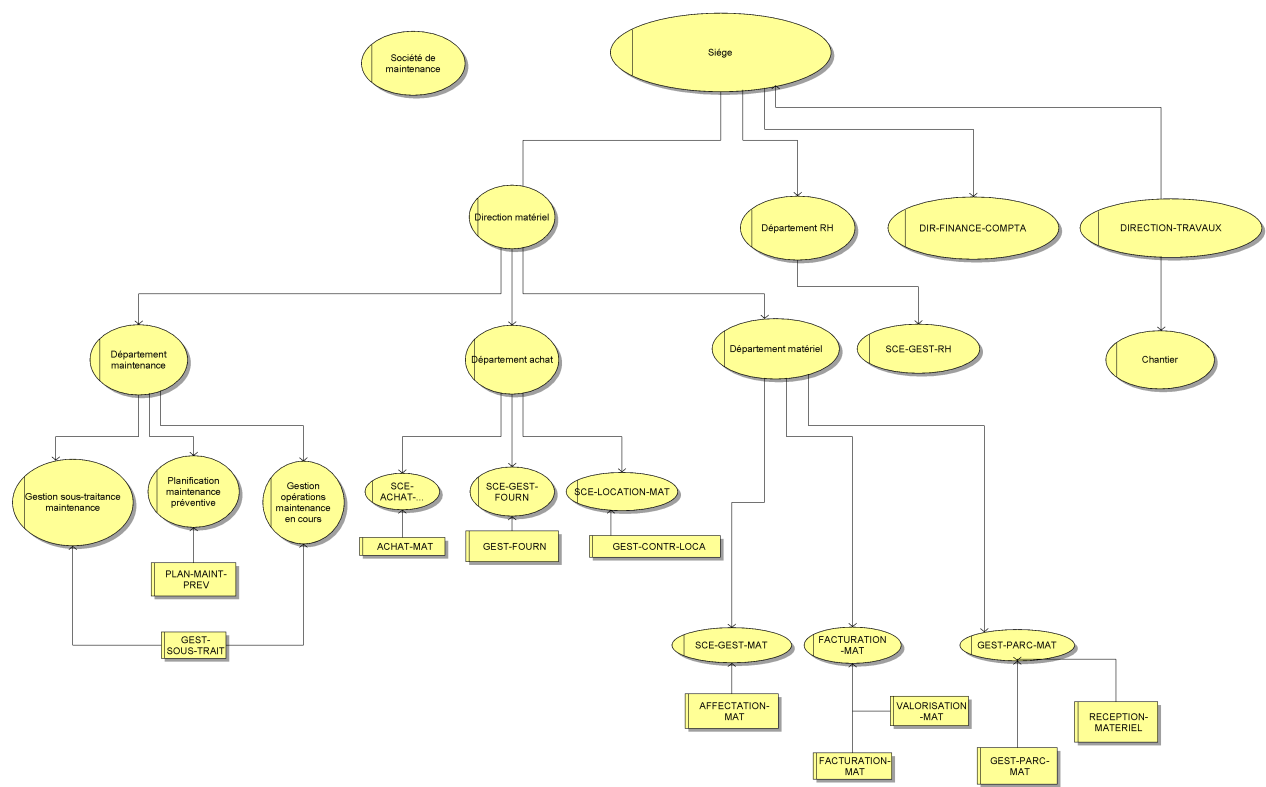 Société de
maintenance
Siége
Direction matériel
Département RH
DIR-FINANCE-COMPTA
DIRECTION-TRAVAUX
Département
maintenance
Département achat
Département matériel
SCE-GEST-RH
Chantier
Gestion sous-traitance
maintenance
Planification
maintenance
préventive
Gestion
opérations
maintenance
en cours
SCE-
ACHAT-...
SCE-GEST-
FOURN
SCE-LOCATION-MAT
ACHAT-MAT
GEST-FOURN
GEST-CONTR-LOCA
PLAN-MAINT-
PREV
GEST-
SOUS-TRAIT
SCE-GEST-MAT
FACTURATION
-MAT
GEST-PARC-MAT
AFFECTATION-
MAT
VALORISATION
-MAT
RECEPTION-
MATERIEL
FACTURATION-
MAT
GEST-PARC-
MAT